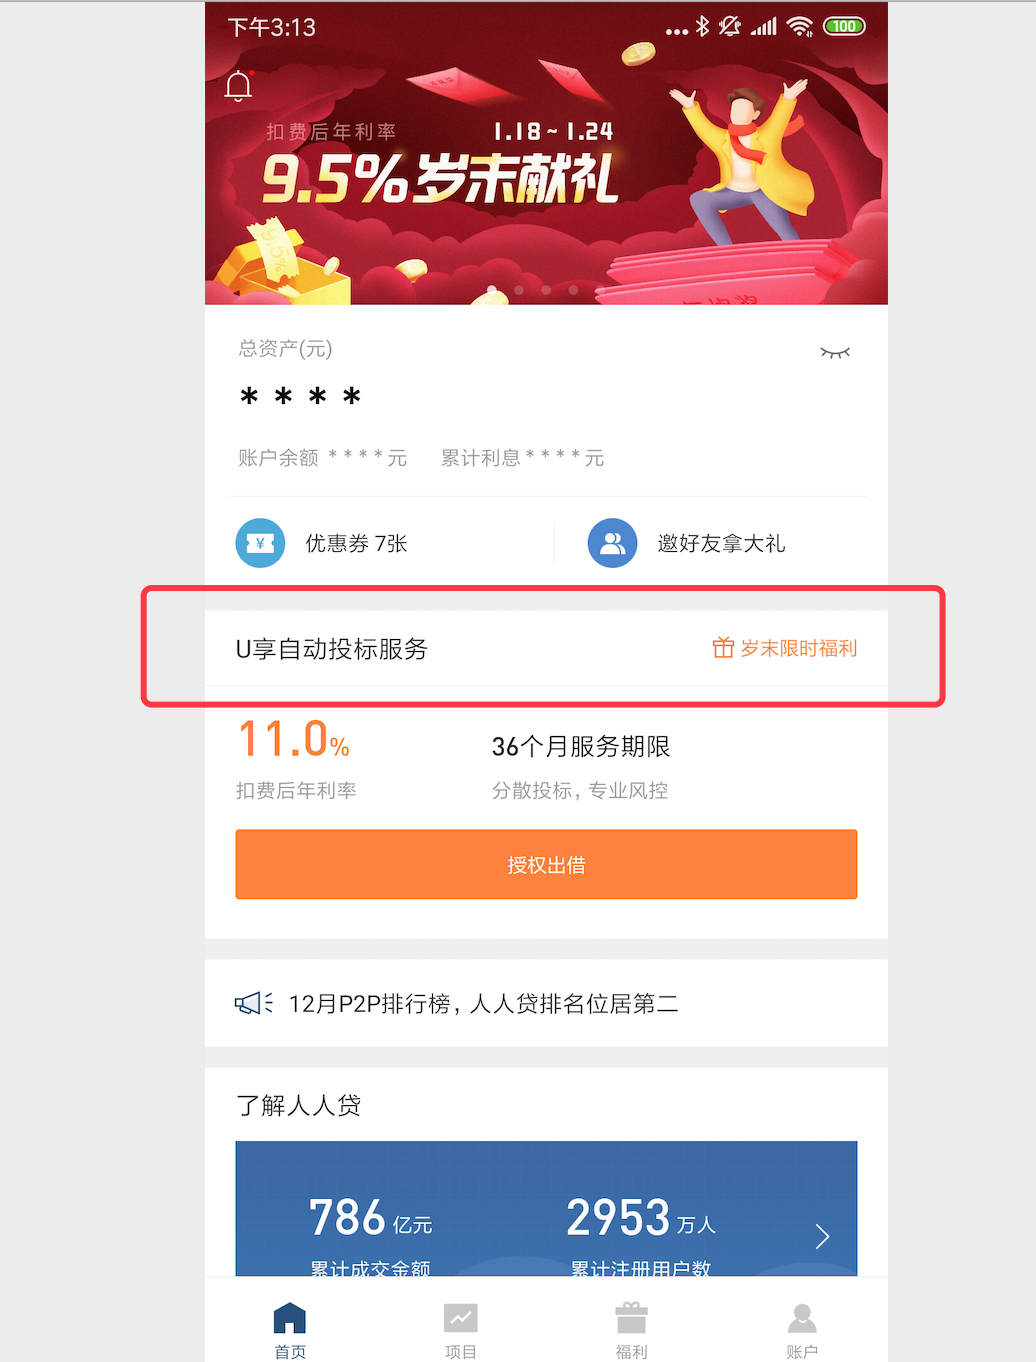 下午3:13
100
扣费后年利率
1.18~1.24
9.5%岁末献礼
9.5%
总资产(元)
****
账户余额 ****元
累计利息****元
¥
优惠券 7张
邀好友拿大礼
U享自动投标服务
岁末限时福利
11.0%
36个月服务期限
扣费后年利率
分散投标，专业风控
授权出借
12月P2P排行榜，人人贷排名位居第二
了解人人贷
786 亿元
2953 万人
累计成交金额
累计注册用户数
首页
项目
福利
账户